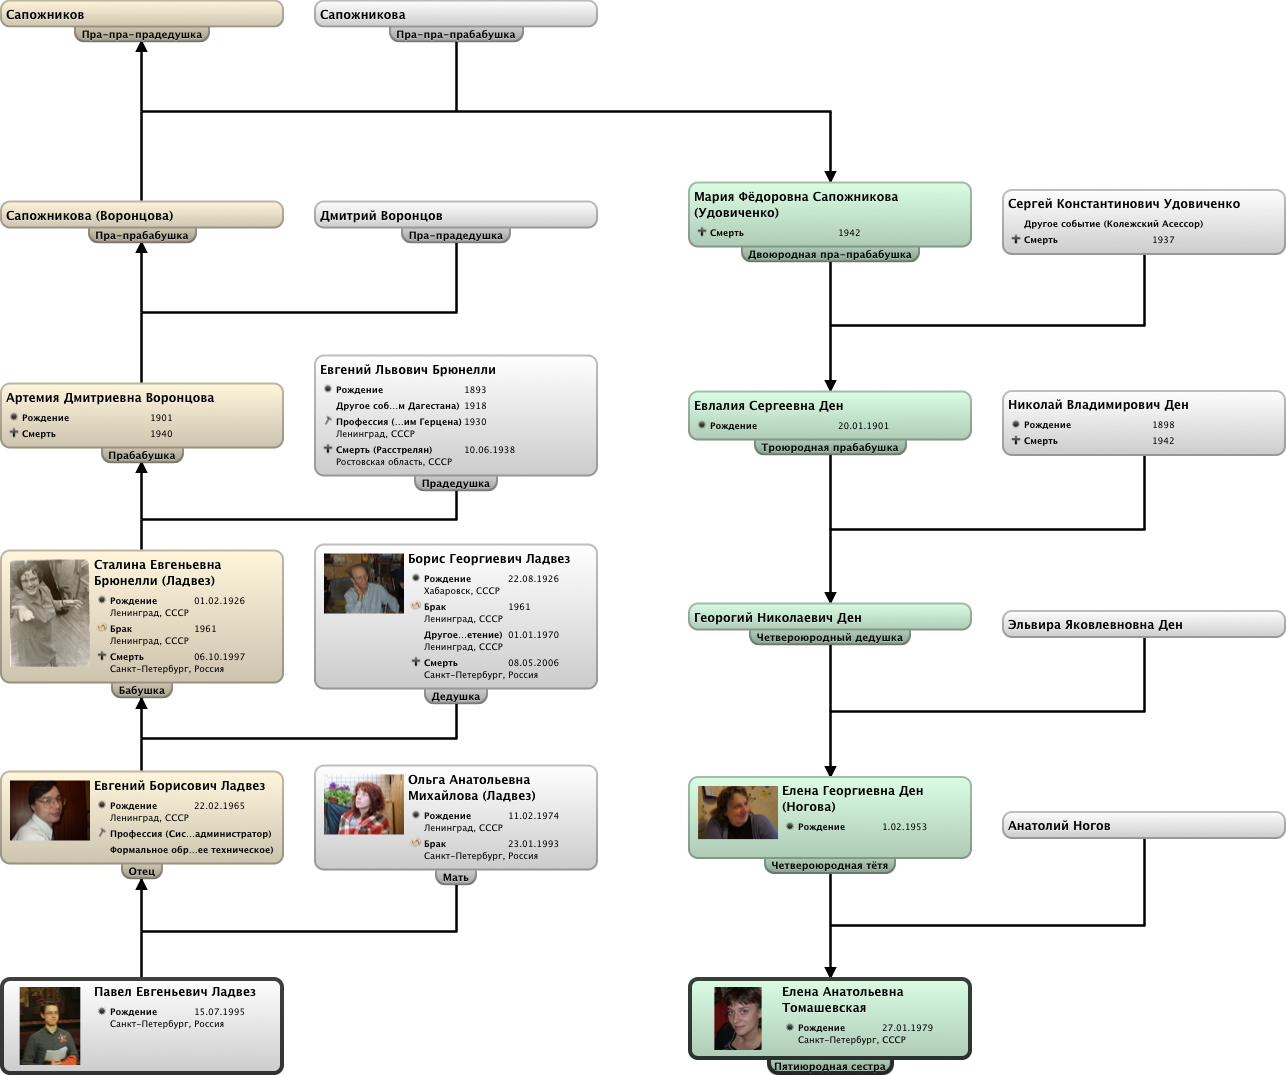 Сапожников
Пра-пра-прадедушка
Сапожникова
Пра-пра-прабабушка
Сапожникова (Воронцова)
Пра-прабабушка
Дмитрий Воронцов
Пра-прадедушка
Мария Фёдоровна Сапожникова
(Удовиченко)
Смерть 1942
Двоюродная пра-прабабушка
Сергей Константинович Удовиченко
Другое событие (Колежский Асессор)
Смерть 1937
Артемия Дмитриевна Воронцова
Рождение 1901
Смерть 1940
Прабабушка
Евгений Львович Брюнелли
Рождение 1893
Другое соб...м Дагестана) 1918
Профессия (...им Герцена) 1930
Ленинград, СССР
Смерть (Расстрелян) 10.06.1938
Ростовская область, СССР
Прадедушка
Евлалия Сергеевна Ден
Рождение 20.01.1901
Троюродная прабабушка
Николай Владимирович Ден
Рождение 1898
Смерть 1942
Сталина Евгеньевна
Брюнелли (Ладвез)
Рождение 01.02.1926
Ленинград, СССР
Брак 1961
Ленинград, СССР
Смерть 06.10.1997
Санкт-Петербург, Россия
Бабушка
Борис Георгиевич Ладвез
Рождение 22.08.1926
Хабаровск, СССР
Брак 1961
Ленинград, СССР
Другое...етение) 01.01.1970
Ленинград, СССР
Смерть 08.05.2006
Санкт-Петербург, Россия
Дедушка
Георогий Николаевич Ден
Четвероюродный дедушка
Эльвира Яковлевновна Ден
Евгений Борисович Ладвез
Рождение 22.02.1965
Ленинград, СССР
Профессия (Сис...администратор)
Формальное обр...ее техническое)
Отец
Ольга Анатольевна
Михайлова (Ладвез)
Рождение 11.02.1974
Ленинград, СССР
Брак 23.01.1993
Санкт-Петербург, Россия
Мать
Елена Георгиевна Ден
(Ногова)
Рождение 1.02.1953
Четвероюродная тётя
Анатолий Ногов
Павел Евгеньевич Ладвез
Рождение 15.07.1995
Санкт-Петербург, Россия
Елена Анатольевна
Томашевская
Рождение 27.01.1979
Санкт-Петербург, СССР
Пятиюродная сестра